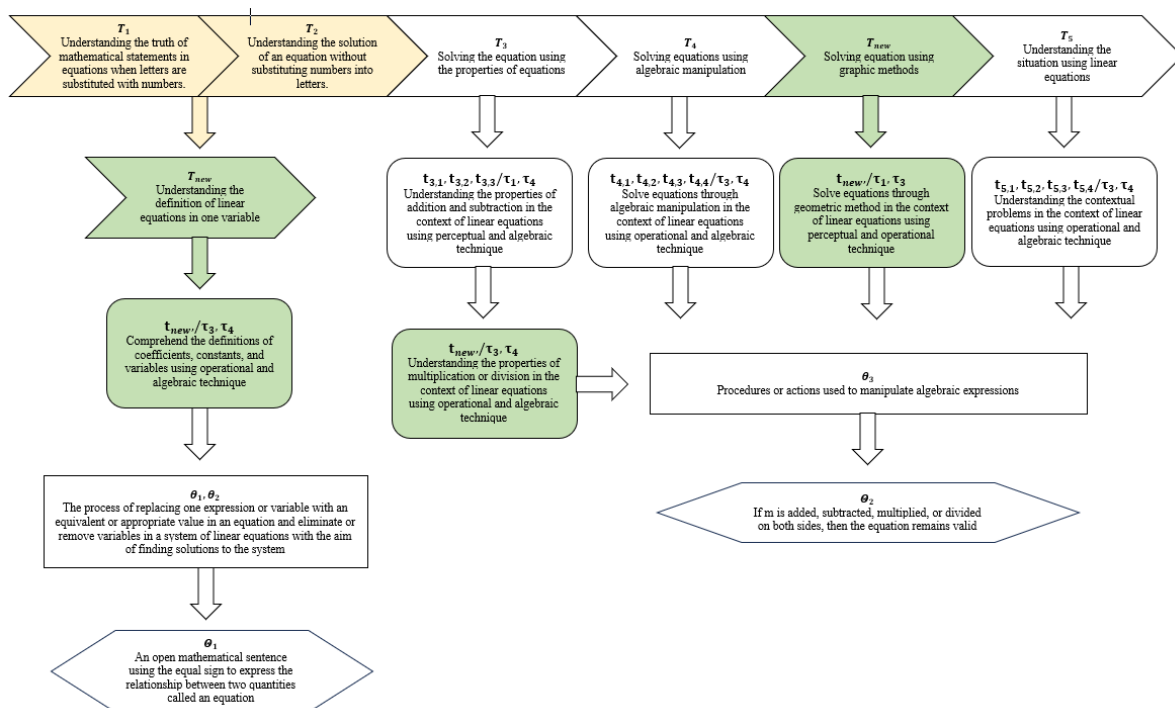 T₁
Understanding the truth of
mathematical statements in
equations when letters are
substituted with numbers.
T₂
Understanding the solution
of an equation without
substituting numbers into
letters.
T₃
Solving the equation using
the properties of equations
T₄
Solving equations using
algebraic manipulation
Tₙₑw
Solving equation using
graphic methods
T₅
Understanding the
situation using linear
equations
Tₙₑw
Understanding the
definition of linear
equations in one variable
t₃,₁, t₃,₂, t₃,₃/τ₁, τ₄
Understanding the properties of
addition and subtraction in the
context of linear equations
using perceptual and algebraic
technique
t₄,₁, t₄,₂, t₄,₃, t₄,₄/τ₃, τ₄
Solve equations through
algebraic manipulation in the
context of linear equations
using operational and algebraic
technique
tₙₑw,/τ₁, τ₃
Solve equations through
geometric method in the context
of linear equations using
perceptual and operational
technique
t₅,₁, t₅,₂, t₅,₃, t₅,₄/τ₃, τ₄
Understanding the contextual
problems in the context of linear
equations using operational and
algebraic technique
tₙₑw,/τ₃, τ₄
Comprehend the definitions of
coefficients, constants, and
variables using operational and
algebraic technique
tₙₑw,/τ₃, τ₄
Understanding the properties of
multiplication or division in the
context of linear equations
using operational and algebraic
technique
θ₃
Procedures or actions used to manipulate algebraic expressions
θ₁, θ₂
The process of replacing one expression or variable with an
equivalent or appropriate value in an equation and eliminate or
remove variables in a system of linear equations with the aim
of finding solutions to the system
Θ₂
If m is added, subtracted, multiplied, or divided
on both sides, then the equation remains valid
Θ₁
An open mathematical sentence
using the equal sign to express the
relationship between two quantities
called an equation